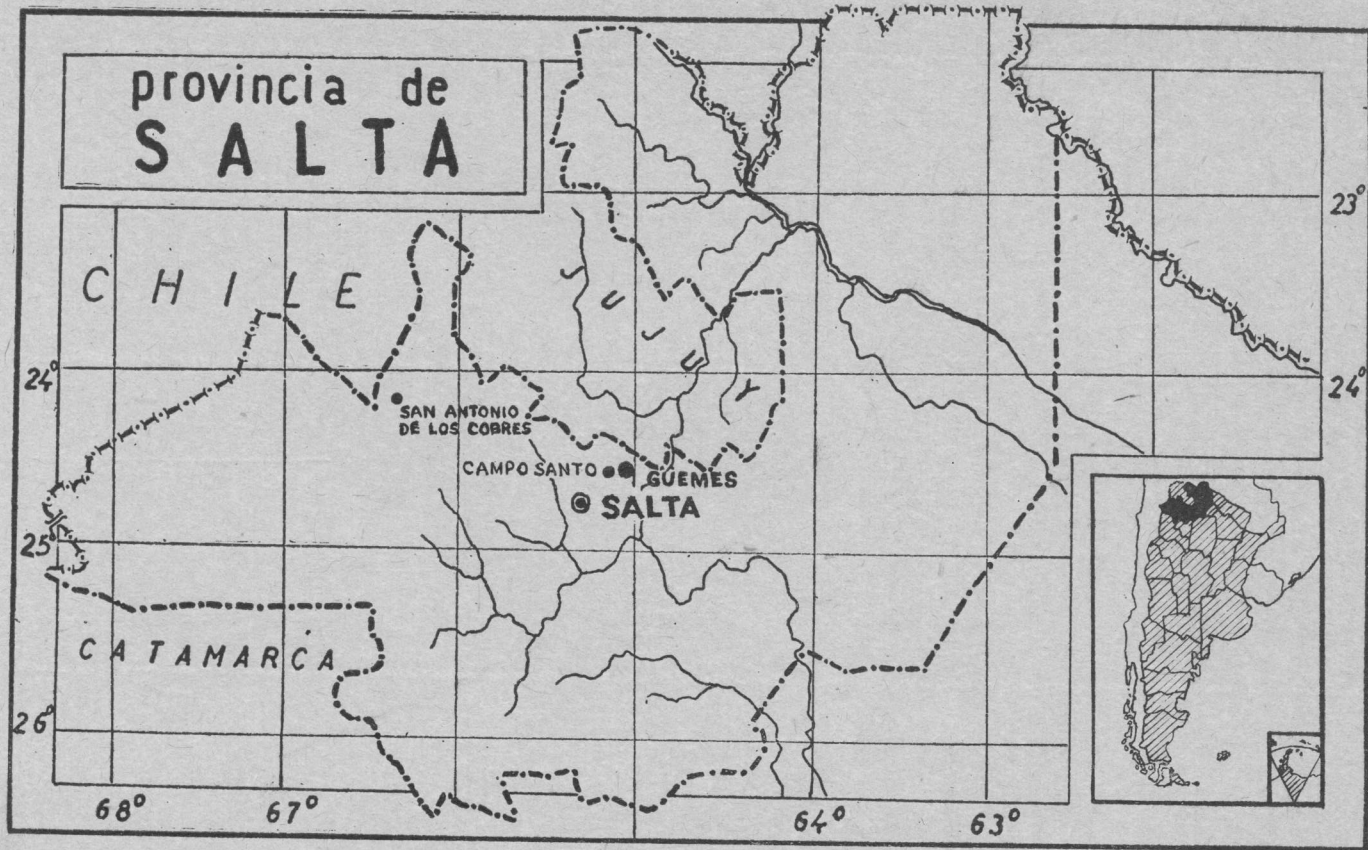 provincia de
SALTA
23°
CHILE
JUJUY
24°
24°
SAN ANTONIO
DE LOS COBRES
CAMPO SANTO
GÜEMES
SALTA
25°
CATAMARCA
26°
68°
67°
64°
63°